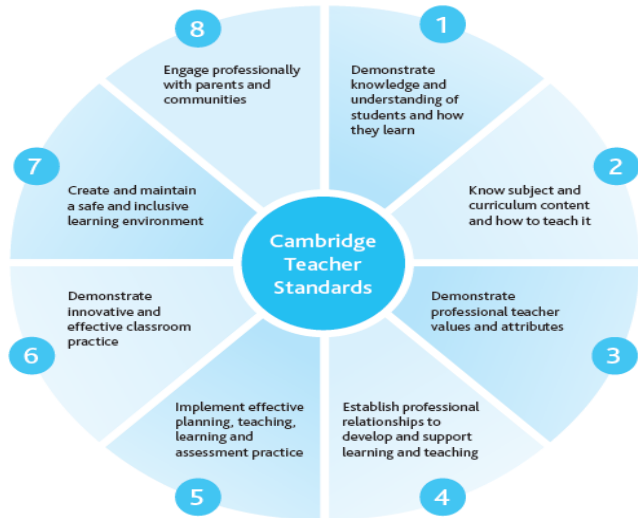 1
Demonstrate
knowledge and
understanding of
students and how
they learn
2
Know subject and
curriculum content
and how to teach it
3
Demonstrate
professional teacher
values and attributes
4
Establish professional
relationships to
develop and support
learning and teaching
5
Implement effective
planning, teaching,
learning and
assessment practice
6
Demonstrate
innovative and
effective classroom
practice
7
Create and maintain
a safe and inclusive
learning environment
8
Engage professionally
with parents and
communities
Cambridge
Teacher
Standards